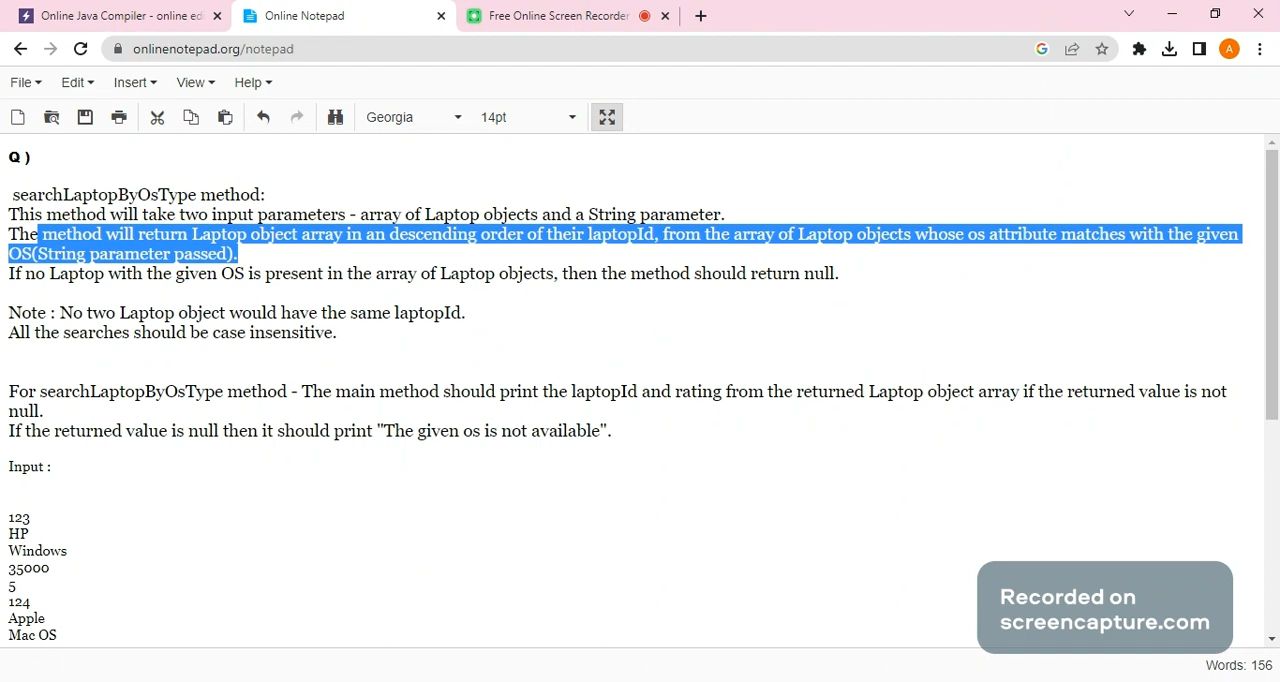 Online Java Compiler - online ed
Online Notepad
Free Online Screen Recorder
onlinenotepad.org/notepad
A
File Edit Insert View Help
Georgia 14pt
Q )
searchLaptopByOsType method:
This method will take two input parameters - array of Laptop objects and a String parameter.
The method will return Laptop object array in an descending order of their laptopId, from the array of Laptop objects whose os attribute matches with the given
OS(String parameter passed).
If no Laptop with the given OS is present in the array of Laptop objects, then the method should return null.
Note : No two Laptop object would have the same laptopId.
All the searches should be case insensitive.
For searchLaptopByOsType method - The main method should print the laptopId and rating from the returned Laptop object array if the returned value is not
null.
If the returned value is null then it should print "The given os is not available".
Input :
123
HP
Windows
35000
5
124
Apple
Mac OS
Recorded on
screencapture.com
Words: 156